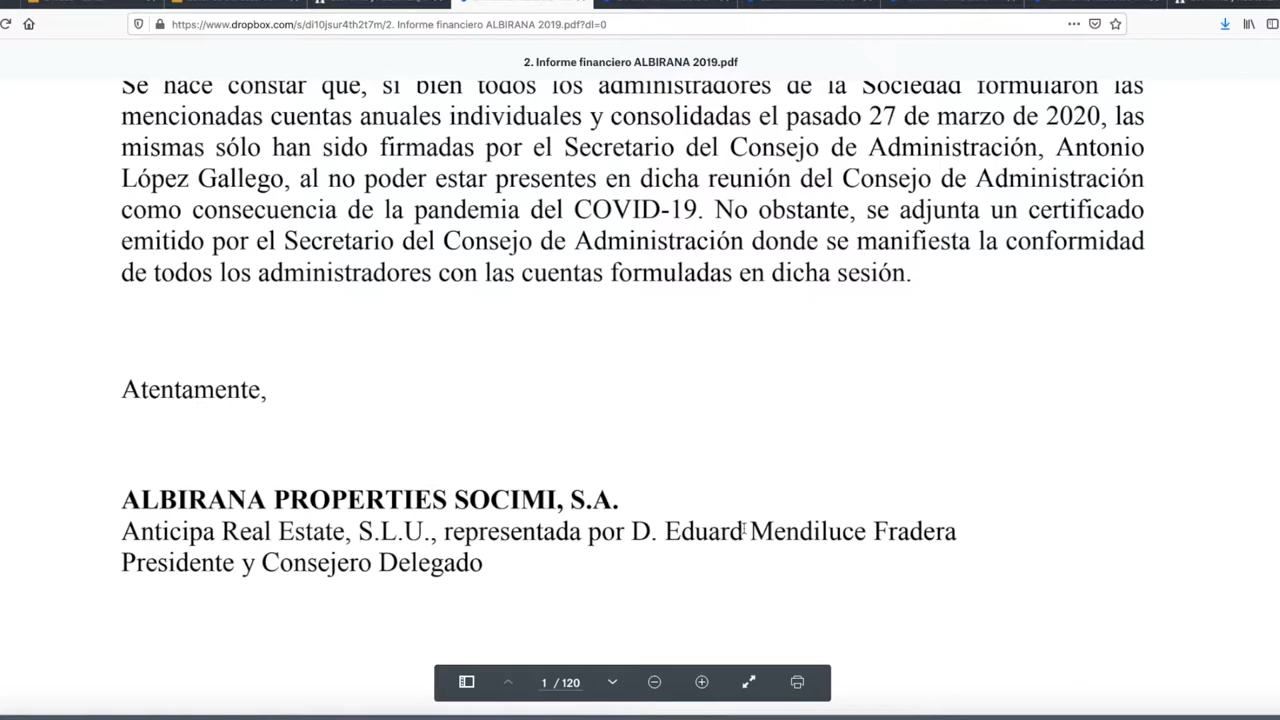 https://www.dropbox.com/s/di10jsur4th2t7m/2. Informe financiero ALBIRANA 2019.pdf?dl=0
2. Informe financiero ALBIRANA 2019.pdf
Se hace constar que, si bien todos los administradores de la Sociedad formularon las
mencionadas cuentas anuales individuales y consolidadas el pasado 27 de marzo de 2020, las
mismas sólo han sido firmadas por el Secretario del Consejo de Administración, Antonio
López Gallego, al no poder estar presentes en dicha reunión del Consejo de Administración
como consecuencia de la pandemia del COVID-19. No obstante, se adjunta un certificado
emitido por el Secretario del Consejo de Administración donde se manifiesta la conformidad
de todos los administradores con las cuentas formuladas en dicha sesión.
Atentamente,
ALBIRANA PROPERTIES SOCIMI, S.A.
Anticipa Real Estate, S.L.U., representada por D. Eduard Mendiluce Fradera
Presidente y Consejero Delegado
1 / 120